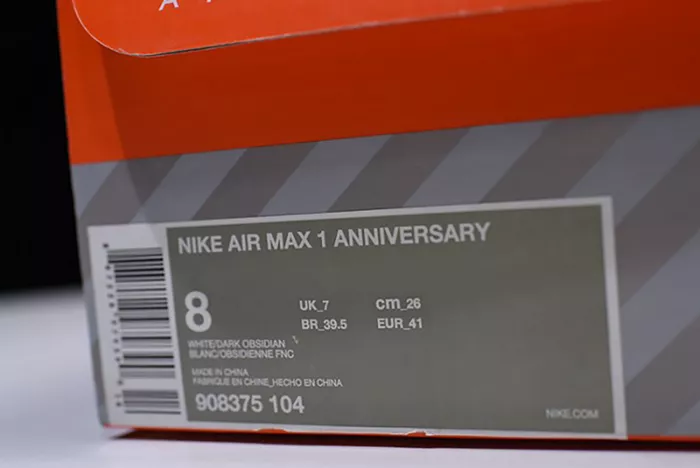 NIKE AIR MAX 1 ANNIVERSARY
8
UK_7 cm_26
BR_39.5 EUR_41
WHITE/DARK OBSIDIAN
BLANC/OBSIDIENNE FNC
MADE IN CHINA
FABRIQUE EN CHINE_HECHO EN CHINA
908375 104
NIKE.COM